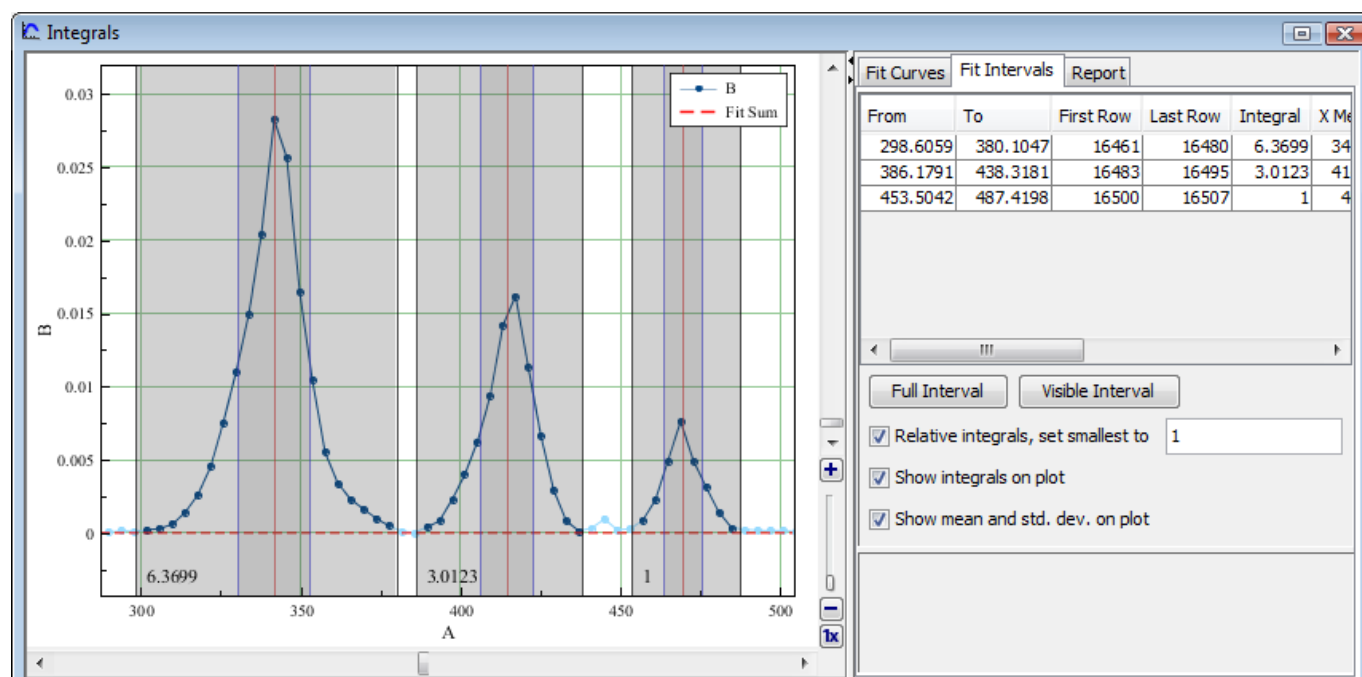 Integrals
B
Fit Sum
0.03
0.025
0.02
0.015
0.01
0.005
0
B
6.3699
3.0123
1
300
350
400
450
500
A
1x
Fit Curves Fit Intervals Report
From To First Row Last Row Integral X Me
298.6059 380.1047 16461 16480 6.3699 34
386.1791 438.3181 16483 16495 3.0123 41
453.5042 487.4198 16500 16507 1 4
Full Interval Visible Interval
Relative integrals, set smallest to 1
Show integrals on plot
Show mean and std. dev. on plot